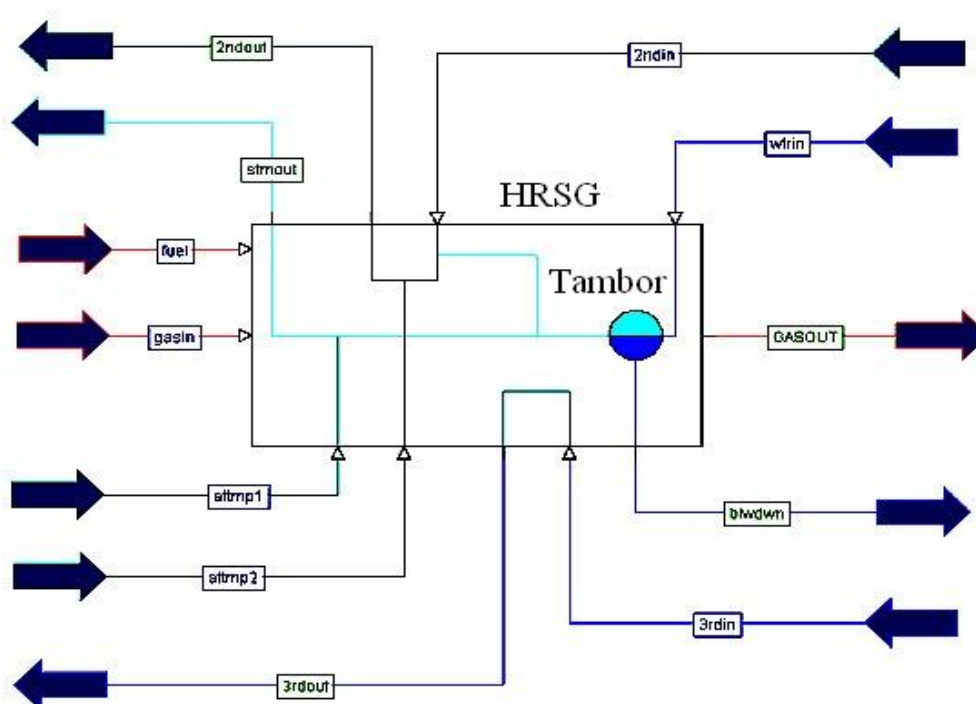 2ndout
2ndin
wtrin
stmout
HRSG
fuel
Tambor
gasin
GASOUT
attmp1
blwdwn
attmp2
3rdin
3rdout